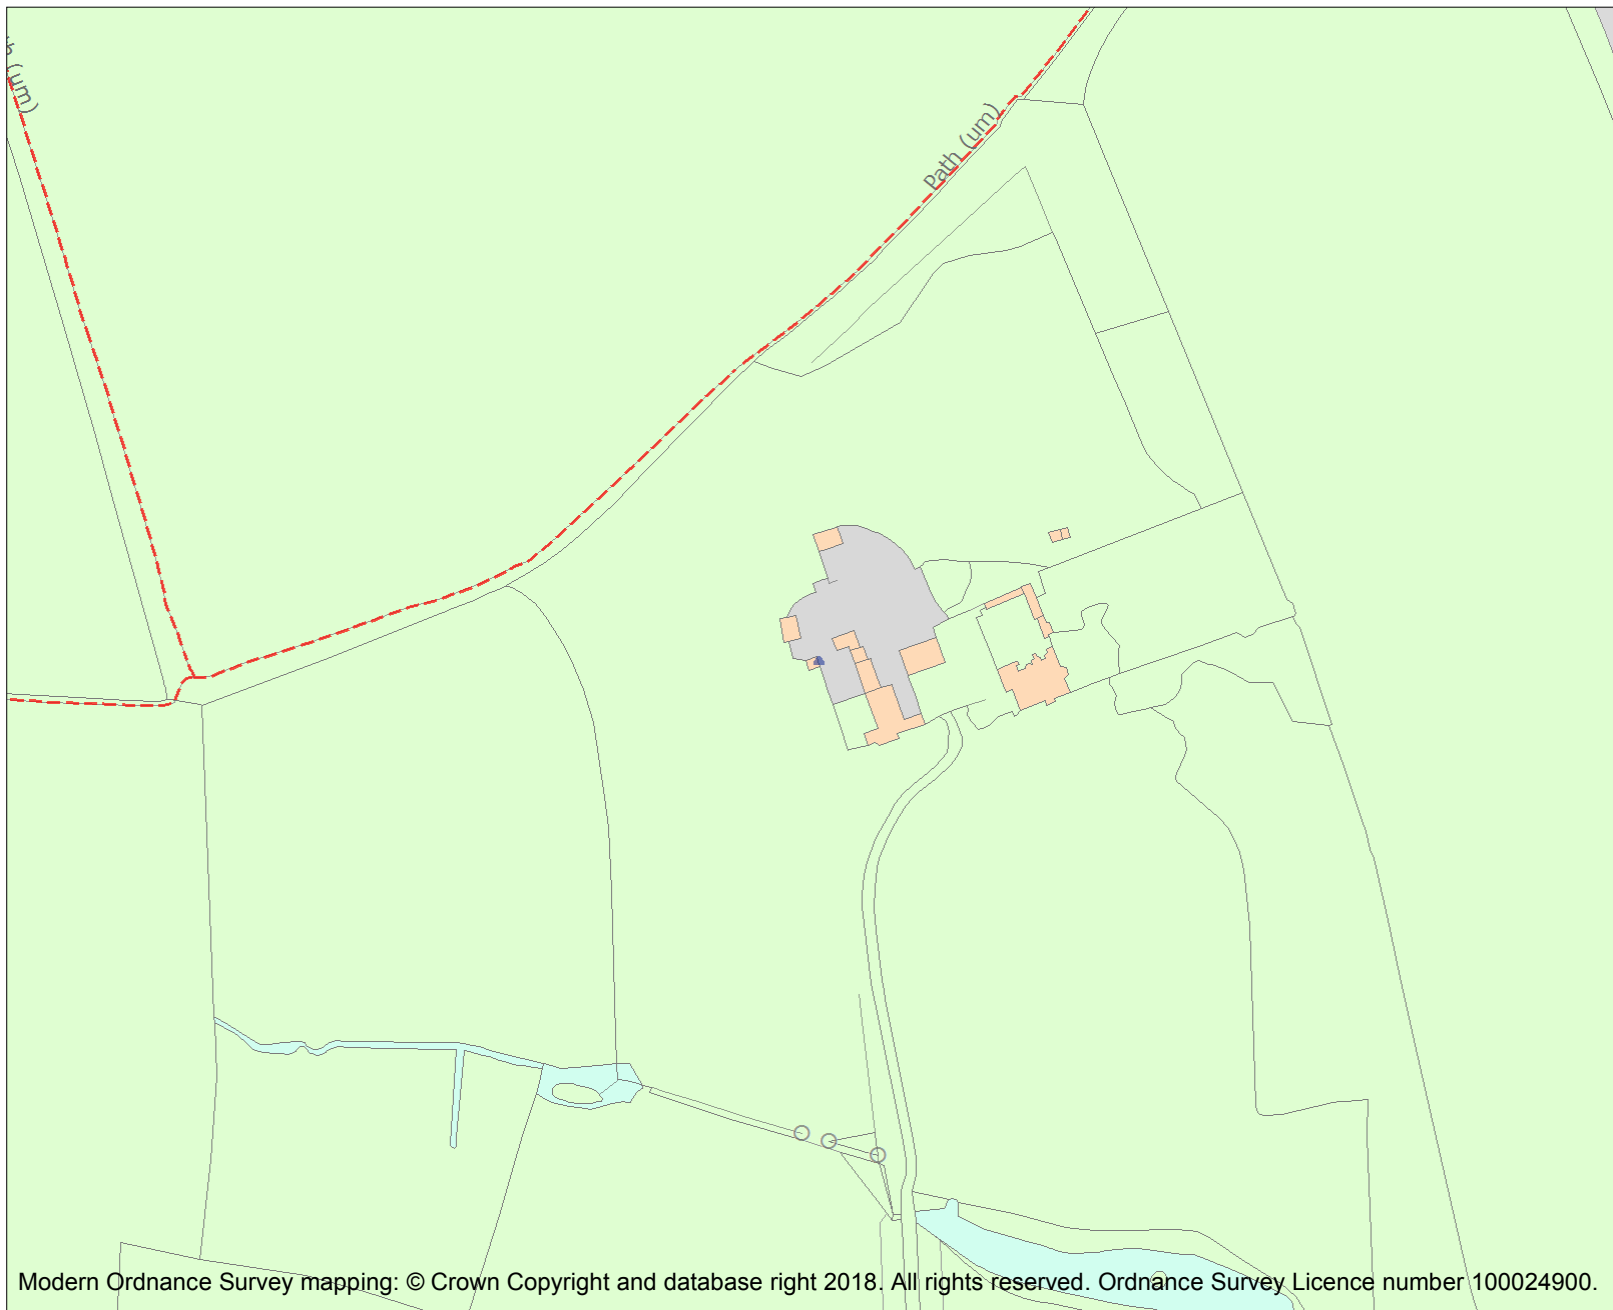 h (um)
Path (um)
Modern Ordnance Survey mapping: © Crown Copyright and database right 2018. All rights reserved. Ordnance Survey Licence number 100024900.